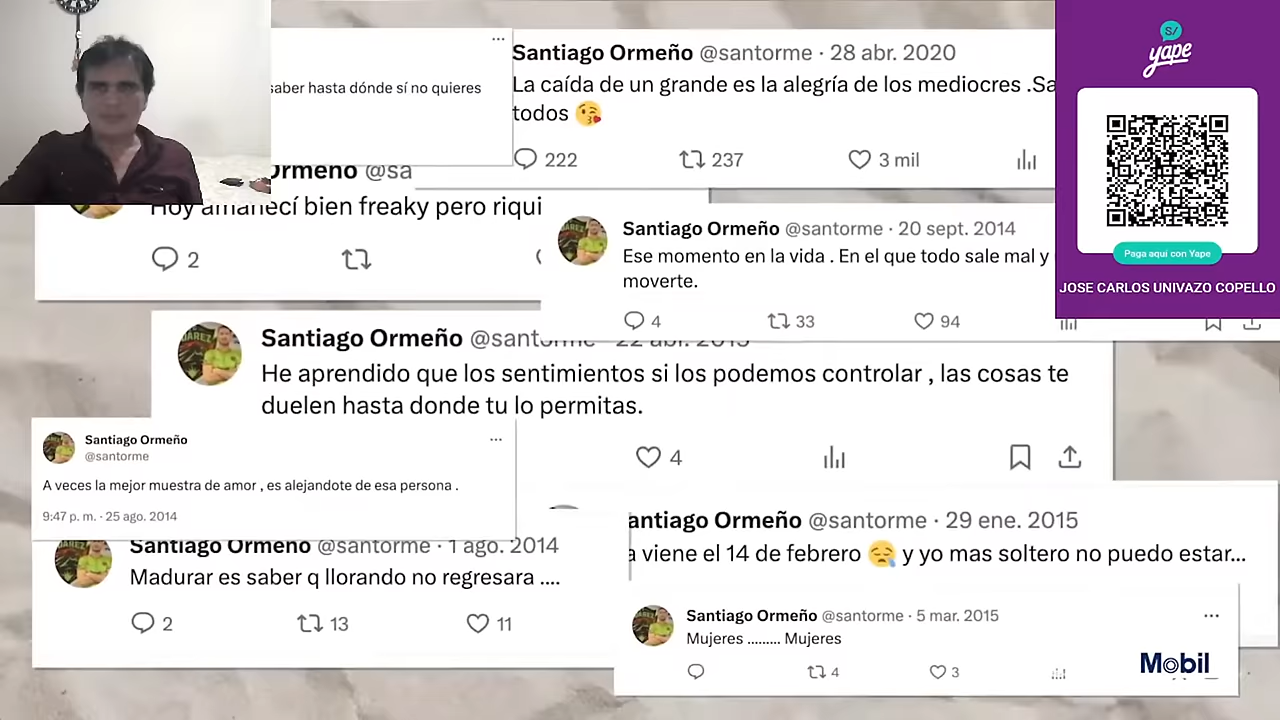 saber hasta dónde sí no quieres
Santiago Ormeño @santorme · 28 abr. 2020
La caída de un grande es la alegría de los mediocres .Sa
todos
222 237 3 mil
Ormeño @sa
Hoy amanecí bien freaky pero riqui
2
Santiago Ormeño @santorme · 20 sept. 2014
Ese momento en la vida . En el que todo sale mal y
moverte.
4 33 94
Santiago Ormeño @santorme · 22 abr.
He aprendido que los sentimientos si los podemos controlar , las cosas te
duelen hasta donde tu lo permitas.
4
Santiago Ormeño
@santorme
A veces la mejor muestra de amor , es alejandote de esa persona .
9:47 p. m. · 25 ago. 2014
Santiago Ormeño @santorme · 1 ago. 2014
Madurar es saber q llorando no regresara ....
2 13 11
antiago Ormeño @santorme · 29 ene. 2015
a viene el 14 de febrero y yo mas soltero no puedo estar...
Santiago Ormeño @santorme · 5 mar. 2015
Mujeres ......... Mujeres
4 3
Mobil
S/
yape
Paga aquí con Yape
JOSE CARLOS UNIVAZO COPELLO